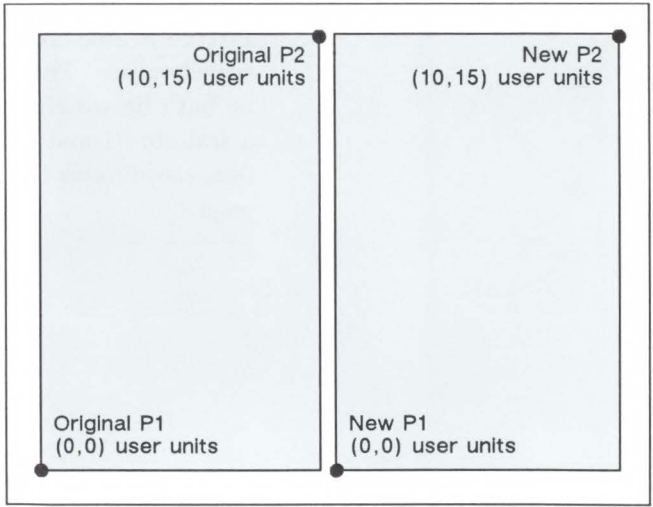 Original P2
(10,15) user units
New P2
(10,15) user units
Original P1
(0,0) user units
New P1
(0,0) user units